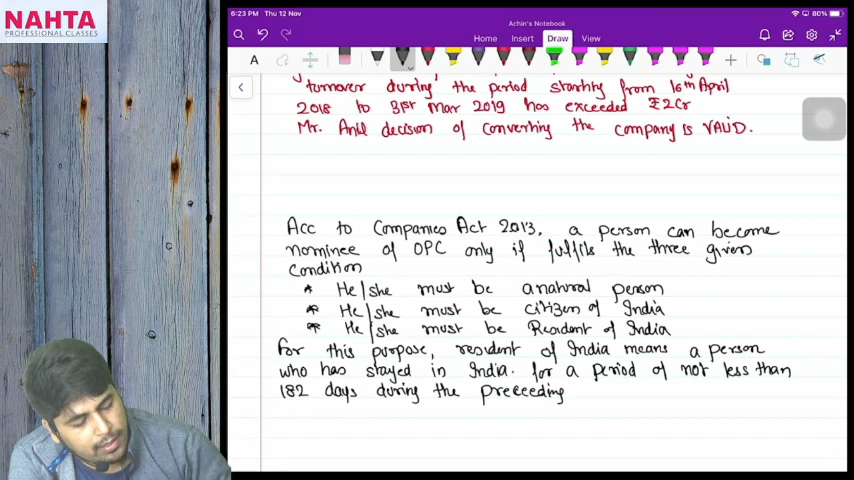 NAHTA
PROFESSIONAL CLASSES
6:23 PM Thu 12 Nov
80%
Achin's Notebook
Home Insert Draw View
A
turnover during the period starting from 16th April
2018 to 31st Mar 2019 has exceeded ₹2Cr
Mr. Anil decision of converting the company is VALID.
Acc to Companies Act 2013, a person can become
nominee of OPC only if fulfils the three given
condition
* He/she must be a natural person
* He/she must be citizen of India
* He/she must be Resident of India
For this purpose, resident of India means a person
who has stayed in India. for a period of not less than
182 days during the preceeding